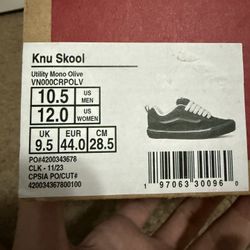 Knu Skool
Utility Mono Olive
VN000CRPOLV
10.5 US MEN
12.0 US WOMEN
UK EUR CM
9.5 44.0 28.5
PO#4200343678
CLK - 11/23
CPSIA PO/CUT#
420034367800100
1 97063 30096 0